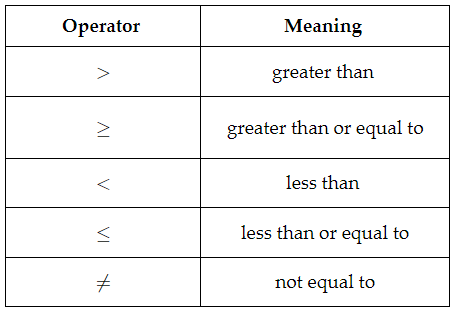 Operator Meaning
> greater than
≥ greater than or equal to
< less than
≤ less than or equal to
≠ not equal to